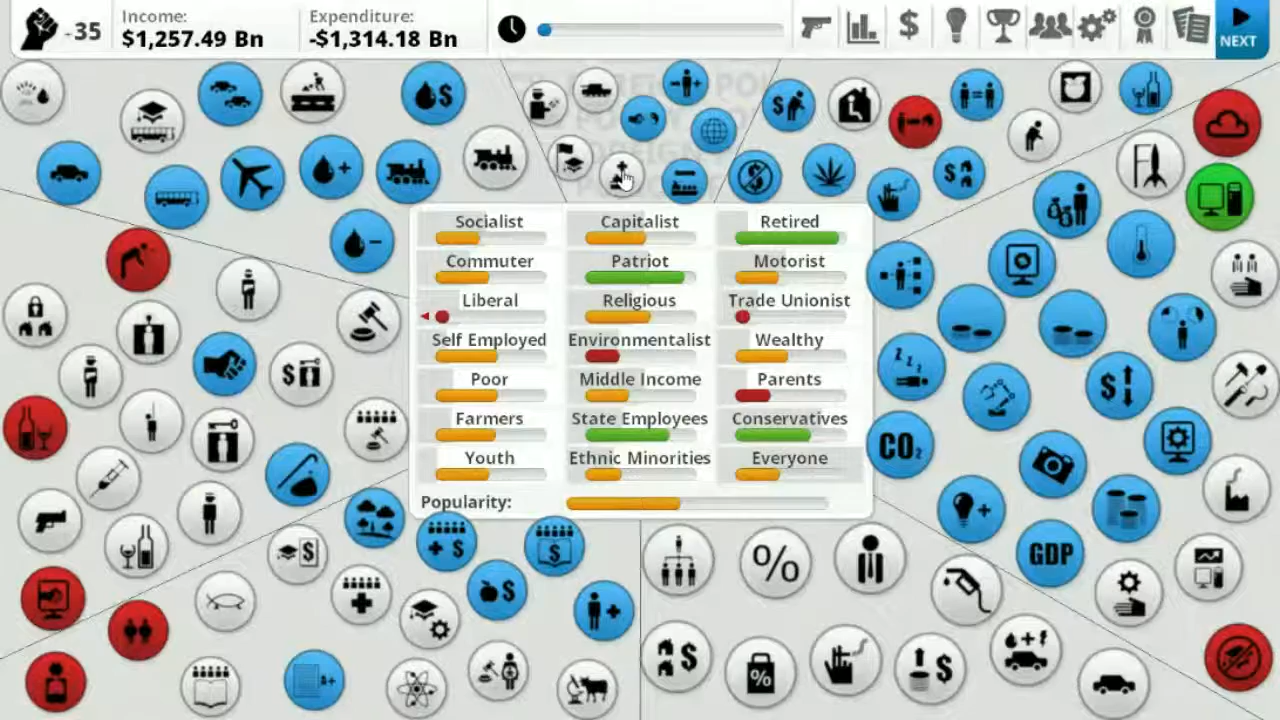 Income:
Expenditure:
-35
$1,257.49 Bn
-$1,314.18 Bn
NEXT
Socialist
Capitalist
Retired
Commuter
Patriot
Motorist
Liberal
Religious
Trade Unionist
Self Employed
Environmentalist
Wealthy
Poor
Middle Income
Parents
Farmers
State Employees
Conservatives
Youth
Ethnic Minorities
Everyone
Popularity:
CO2
GDP
A+